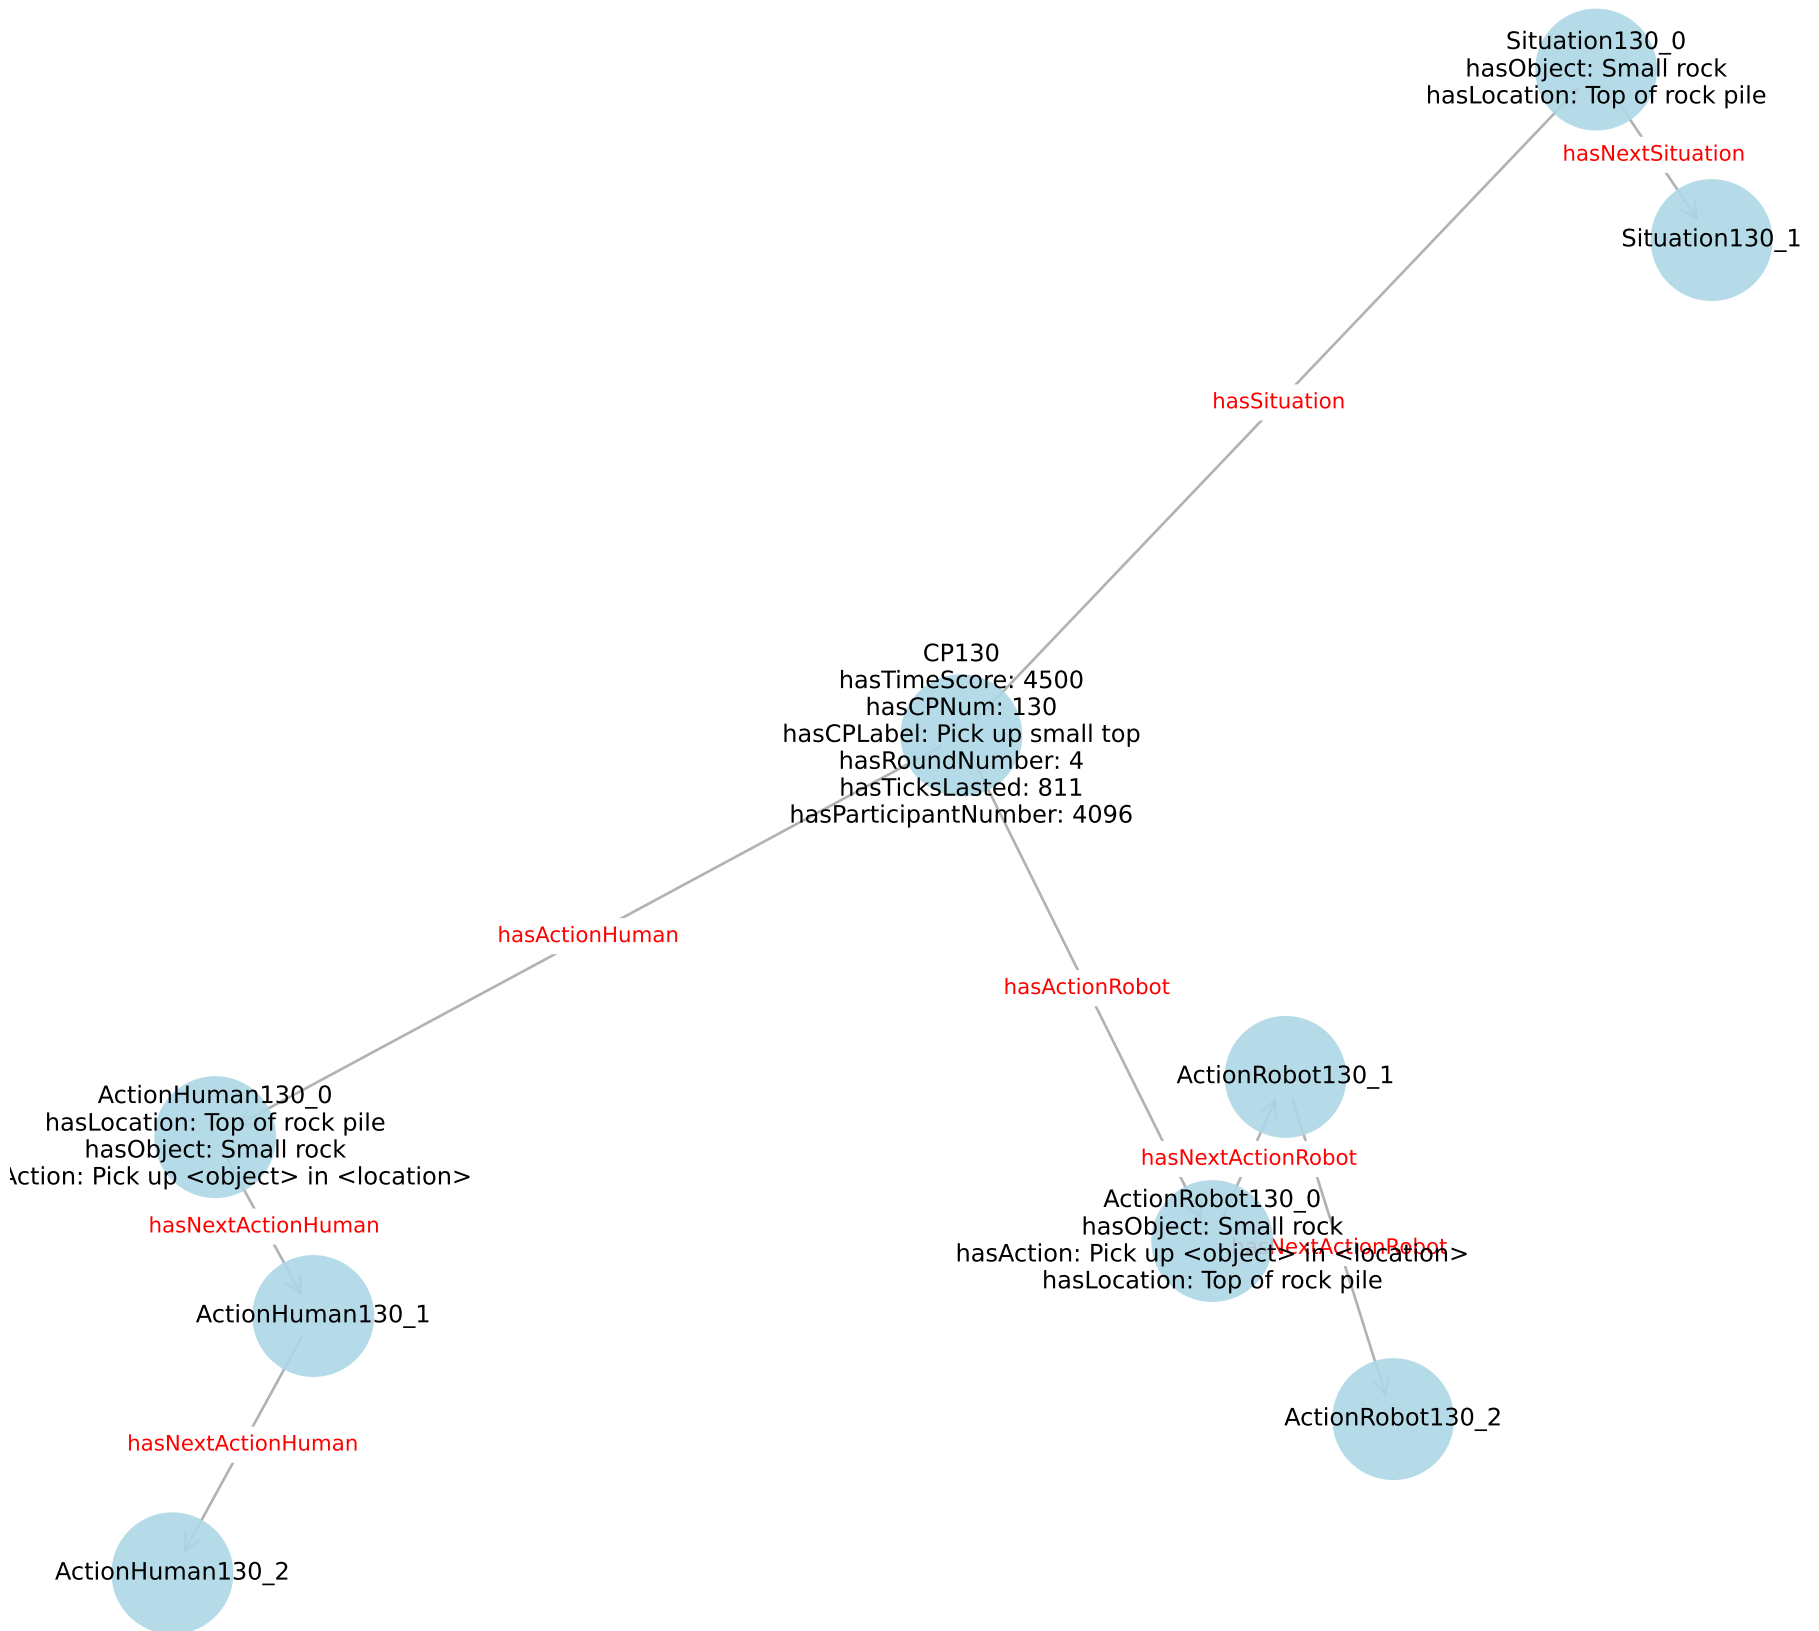 Situation130_0
hasObject: Small rock
hasLocation: Top of rock pile
hasNextSituation
Situation130_1
hasSituation
CP130
hasTimeScore: 4500
hasCPNum: 130
hasCPLabel: Pick up small top
hasRoundNumber: 4
hasTicksLasted: 811
hasParticipantNumber: 4096
hasActionHuman
hasActionRobot
ActionRobot130_1
hasNextActionRobot
ActionHuman130_0
hasLocation: Top of rock pile
hasObject: Small rock
Action: Pick up <object> in <location>
hasNextActionHuman
ActionRobot130_0
hasObject: Small rock
hasAction: Pick up <object> in <location>
hasLocation: Top of rock pile
hasNextActionRobot
ActionHuman130_1
ActionRobot130_2
hasNextActionHuman
ActionHuman130_2